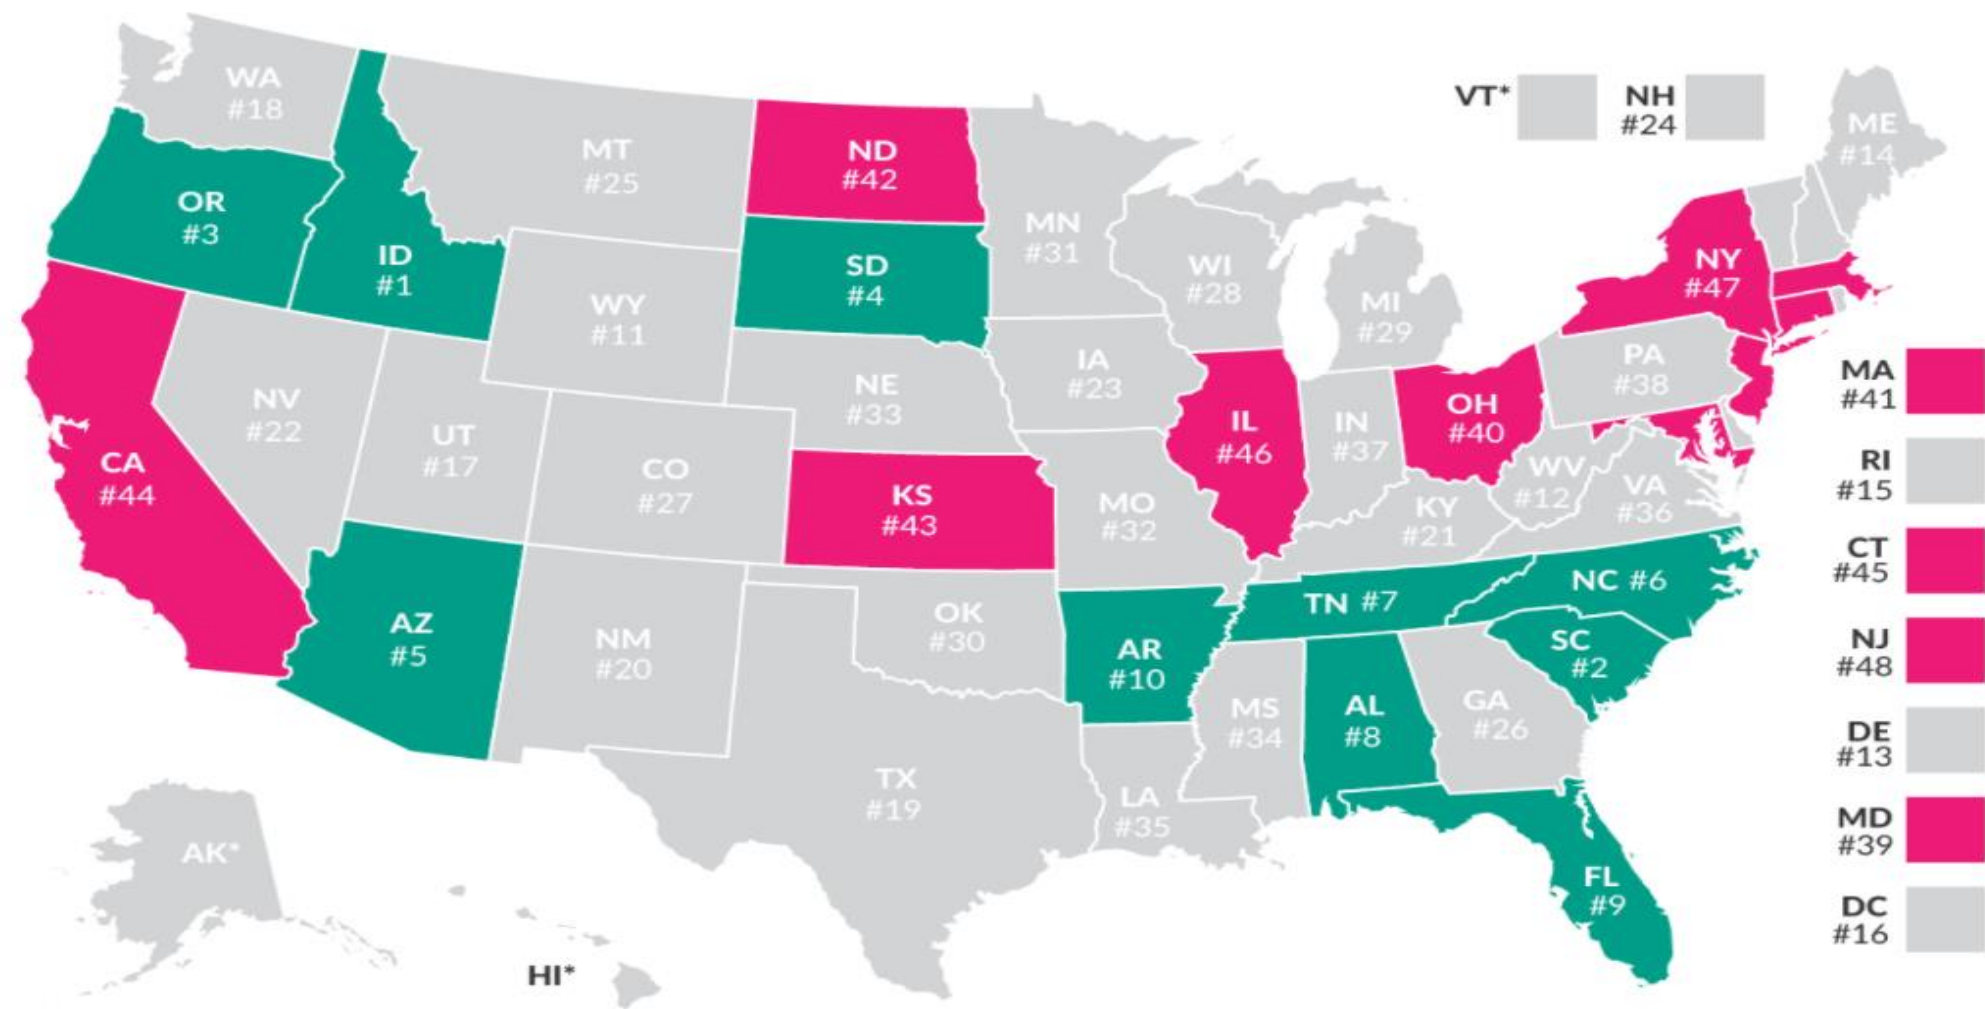 WA
#18
OR
#3
ID
#1
MT
#25
ND
#42
SD
#4
MN
#31
WI
#28
MI
#29
VT*
NH
#24
ME
#14
NY
#47
WY
#11
NE
#33
IA
#23
IL
#46
IN
#37
OH
#40
PA
#38
CA
#44
NV
#22
UT
#17
CO
#27
KS
#43
MO
#32
KY
#21
WV
#12
VA
#36
MA
#41
RI
#15
CT
#45
NJ
#48
DE
#13
MD
#39
DC
#16
AZ
#5
NM
#20
OK
#30
AR
#10
TN #7
NC #6
SC
#2
MS
#34
AL
#8
GA
#26
TX
#19
LA
#35
FL
#9
AK*
HI*